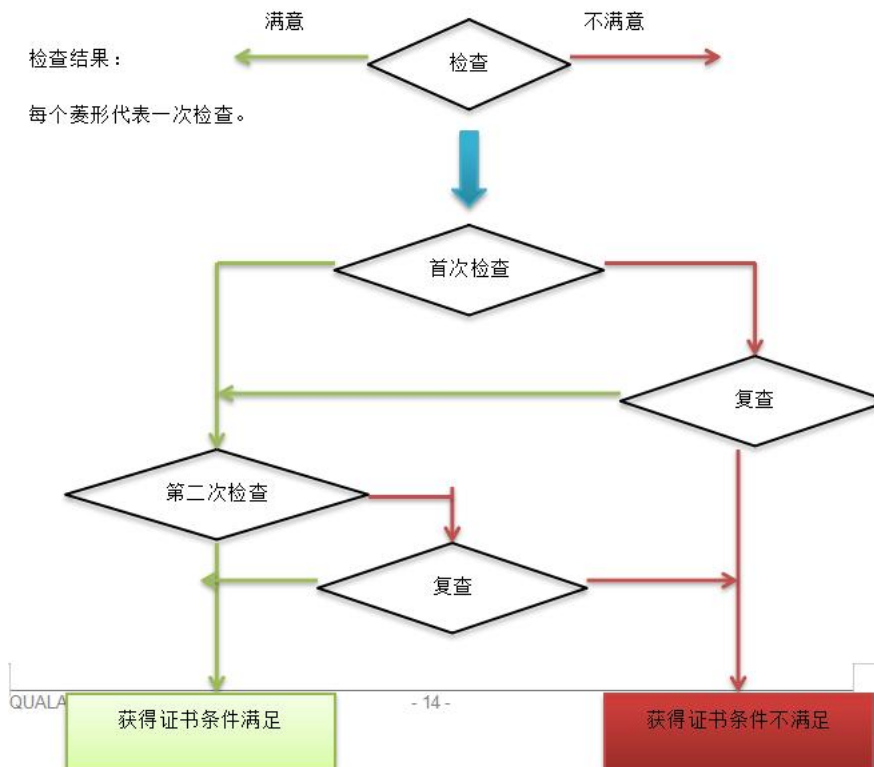 满意
不满意
检查结果：
检查
每个菱形代表一次检查。
首次检查
复查
第二次检查
复查
QUALA
- 14 -
获得证书条件满足
获得证书条件不满足